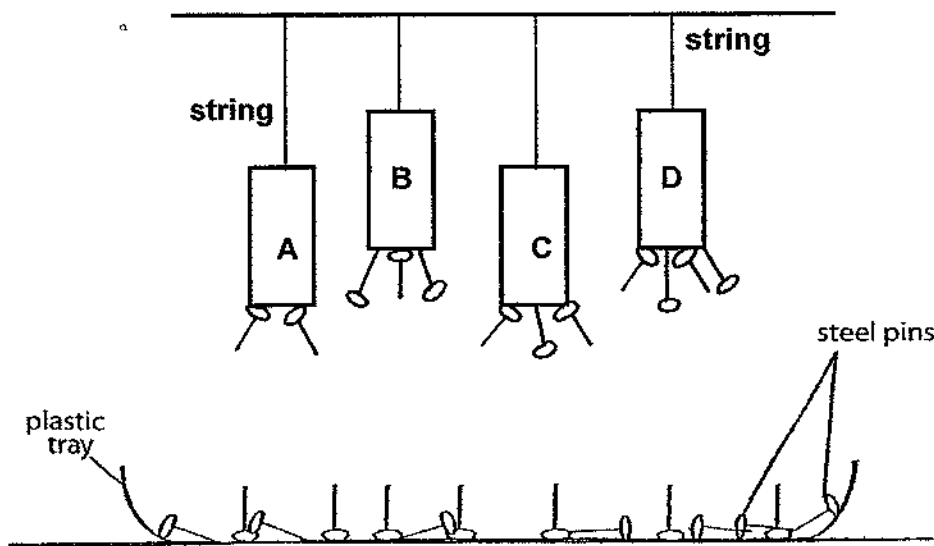 string
string
B
D
A
C
steel pins
plastic
tray